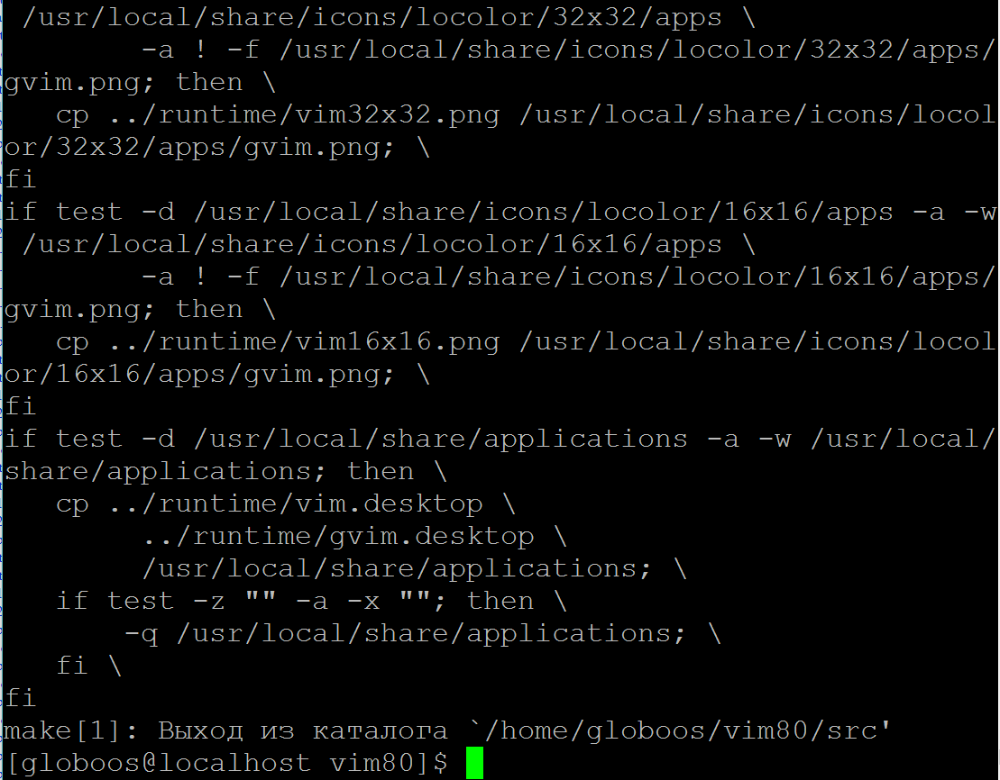 /usr/local/share/icons/locolor/32x32/apps \
        -a ! -f /usr/local/share/icons/locolor/32x32/apps/
gvim.png; then \
   cp ../runtime/vim32x32.png /usr/local/share/icons/locol
or/32x32/apps/gvim.png; \
fi
if test -d /usr/local/share/icons/locolor/16x16/apps -a -w
 /usr/local/share/icons/locolor/16x16/apps \
        -a ! -f /usr/local/share/icons/locolor/16x16/apps/
gvim.png; then \
   cp ../runtime/vim16x16.png /usr/local/share/icons/locol
or/16x16/apps/gvim.png; \
fi
if test -d /usr/local/share/applications -a -w /usr/local/
share/applications; then \
   cp ../runtime/vim.desktop \
        ../runtime/gvim.desktop \
        /usr/local/share/applications; \
   if test -z "" -a -x ""; then \
       -q /usr/local/share/applications; \
   fi \
fi
make[1]: Выход из каталога `/home/globoos/vim80/src'
[globoos@localhost vim80]$